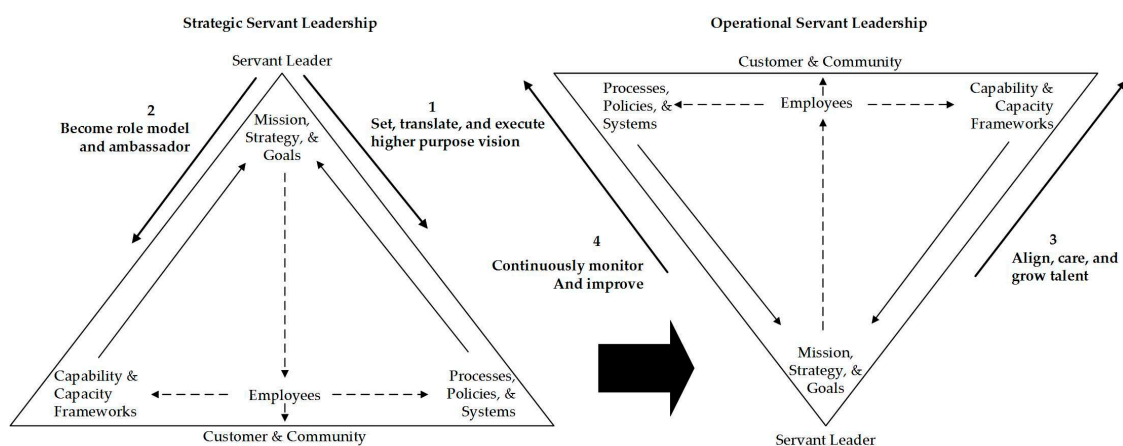 Strategic Servant Leadership
Servant Leader
2
Become role model
and ambassador
1
Set, translate, and execute
higher purpose vision
Mission,
Strategy, &
Goals
Capability &
Capacity
Frameworks
Employees
Processes,
Policies, &
Systems
Customer & Community
Operational Servant Leadership
Customer & Community
Processes,
Policies, &
Systems
Employees
Capability &
Capacity
Frameworks
4
Continuously monitor
And improve
3
Align, care, and
grow talent
Mission,
Strategy, &
Goals
Servant Leader